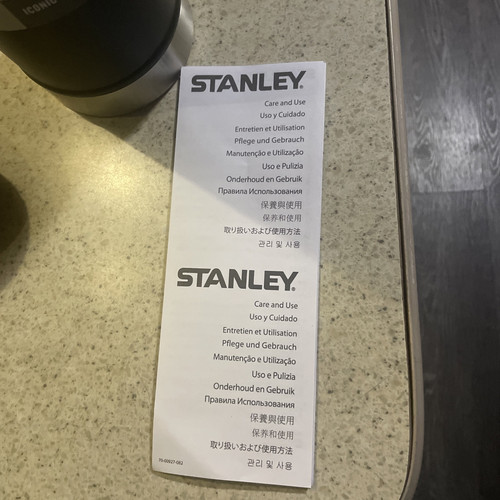 ICONIC
STANLEY.
Care and Use
Uso y Cuidado
Entretien et Utilisation
Pflege und Gebrauch
Manutenção e Utilização
Uso e Pulizia
Onderhoud en Gebruik
Правила Использования
保養與使用
保养和使用
取り扱いおよび使用方法
관리 및 사용
STANLEY.
Care and Use
Uso y Cuidado
Entretien et Utilisation
Pflege und Gebrauch
Manutenção e Utilização
Uso e Pulizia
Onderhoud en Gebruik
Правила Использования
保養與使用
保养和使用
取り扱いおよび使用方法
관리 및 사용